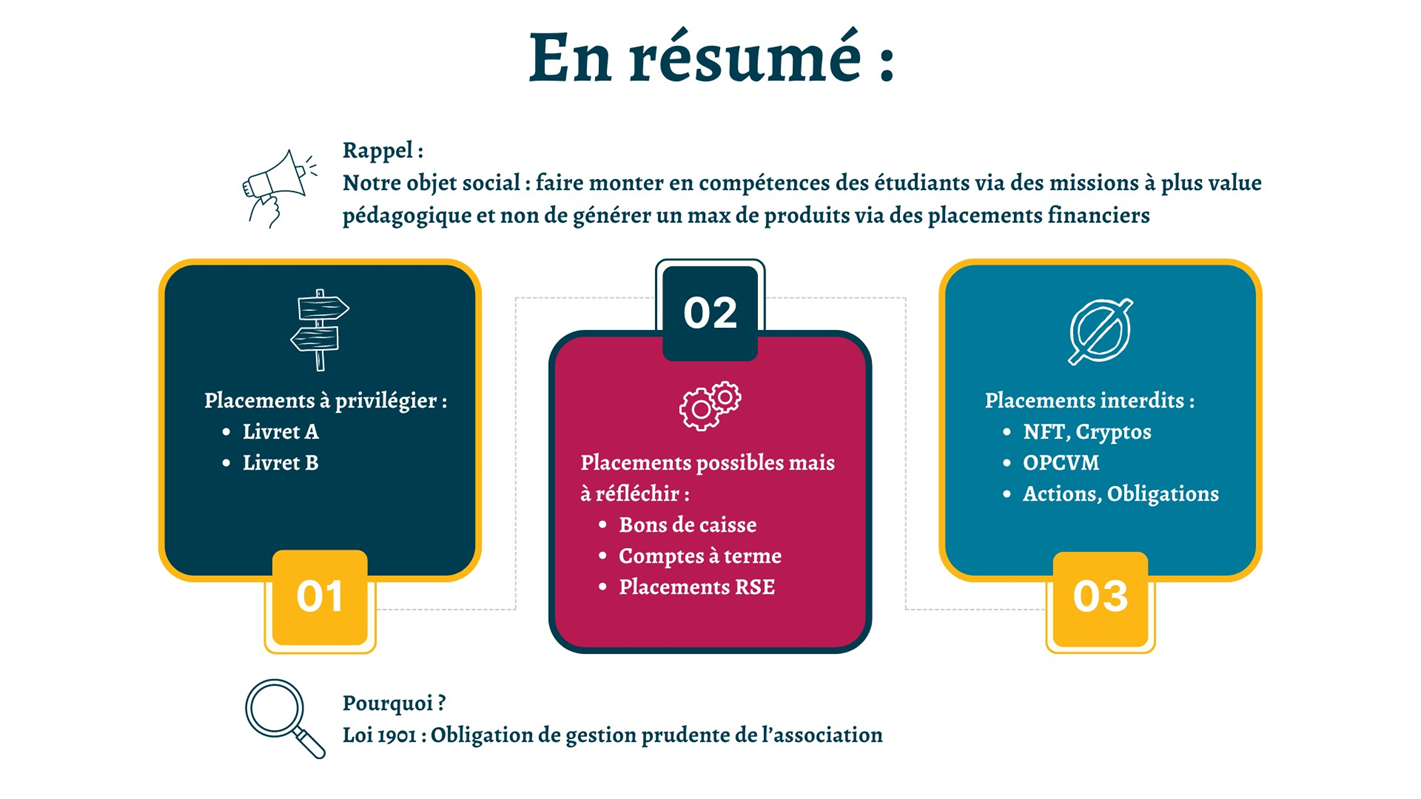 En résumé :
Rappel :
Notre objet social : faire monter en compétences des étudiants via des missions à plus value
pédagogique et non de générer un max de produits via des placements financiers
Placements à privilégier :
• Livret A
• Livret B
01
02
Placements possibles mais
à réfléchir :
• Bons de caisse
• Comptes à terme
• Placements RSE
Placements interdits :
• NFT, Cryptos
• OPCVM
• Actions, Obligations
03
Pourquoi ?
Loi 1901 : Obligation de gestion prudente de l’association